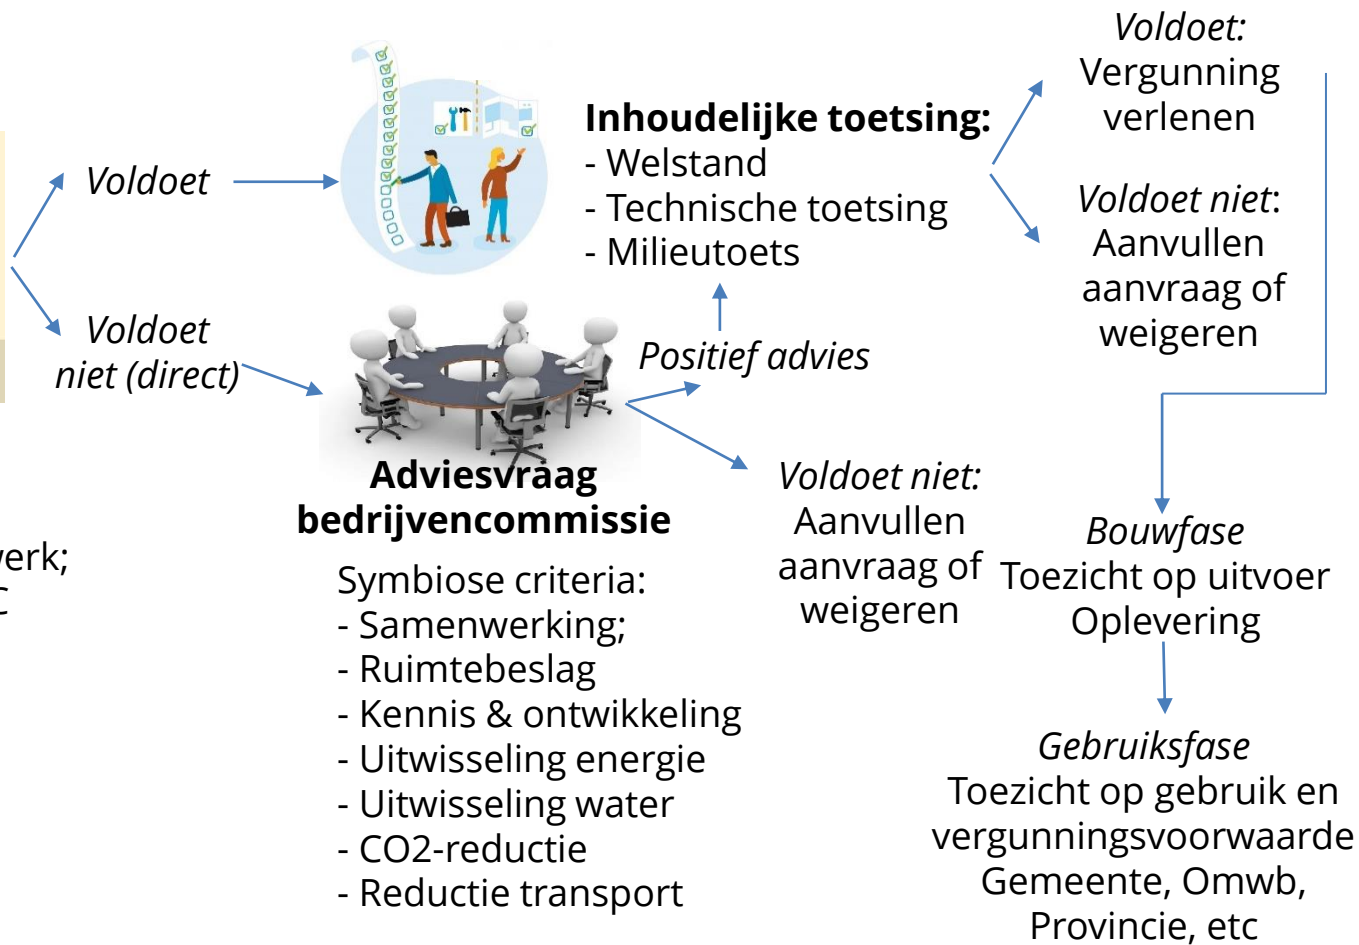 Voldoet
Voldoet
niet (direct)
Inhoudelijke toetsing:
- Welstand
- Technische toetsing
- Milieutoets
Voldoet:
Vergunning
verlenen
Voldoet niet:
Aanvullen
aanvraag of
weigeren
Positief advies
Adviesvraag
bedrijvencommissie
Symbiose criteria:
- Samenwerking;
- Ruimtebeslag
- Kennis & ontwikkeling
- Uitwisseling energie
- Uitwisseling water
- CO2-reductie
- Reductie transport
Voldoet niet:
Aanvullen
aanvraag of
weigeren
Bouwfase
Toezicht op uitvoer
Oplevering
Gebruiksfase
Toezicht op gebruik en
vergunningsvoorwaarde
Gemeente, Omwb,
Provincie, etc